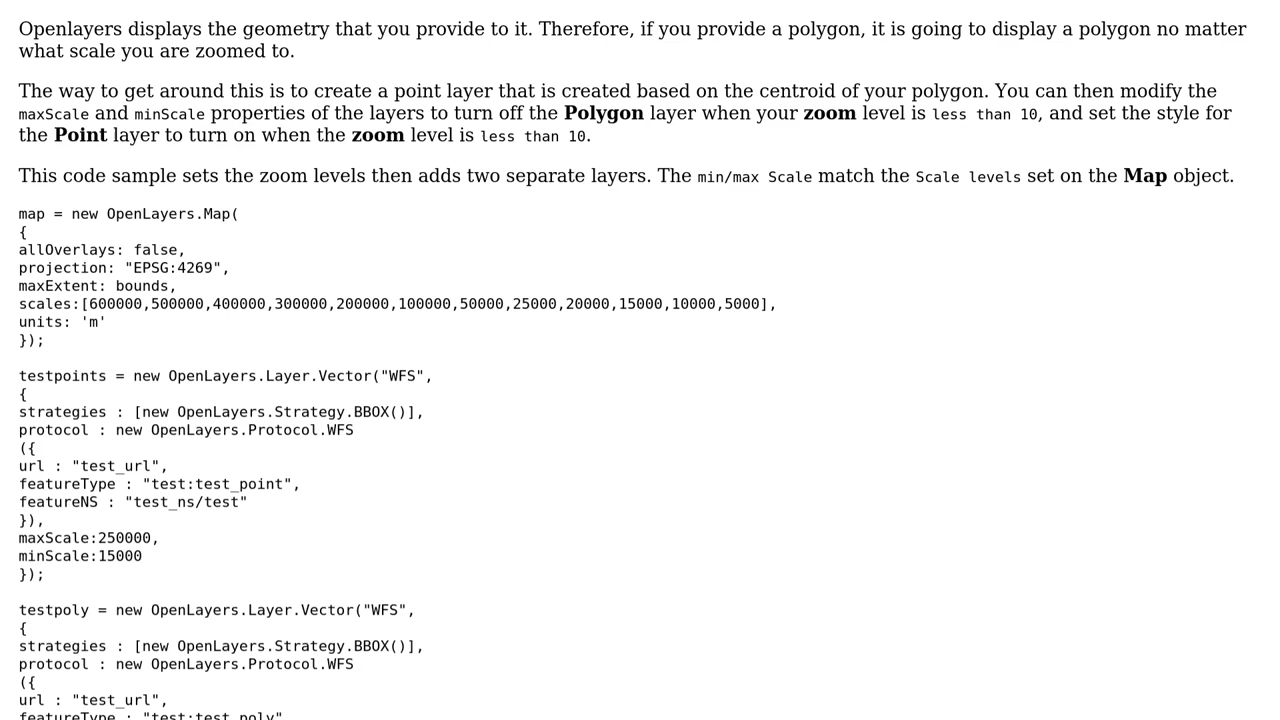 Openlayers displays the geometry that you provide to it. Therefore, if you provide a polygon, it is going to display a polygon no matter
what scale you are zoomed to.
The way to get around this is to create a point layer that is created based on the centroid of your polygon. You can then modify the
maxScale and minScale properties of the layers to turn off the Polygon layer when your zoom level is less than 10, and set the style for
the Point layer to turn on when the zoom level is less than 10.
This code sample sets the zoom levels then adds two separate layers. The min/max Scale match the Scale levels set on the Map object.
map = new OpenLayers.Map(
{
allOverlays: false,
projection: "EPSG:4269",
maxExtent: bounds,
scales:[600000,500000,400000,300000,200000,100000,50000,25000,20000,15000,10000,5000],
units: 'm'
});
testpoints = new OpenLayers.Layer.Vector("WFS",
{
strategies : [new OpenLayers.Strategy.BBOX()],
protocol : new OpenLayers.Protocol.WFS
({
url : "test_url",
featureType : "test:test_point",
featureNS : "test_ns/test"
}),
maxScale:250000,
minScale:15000
});
testpoly = new OpenLayers.Layer.Vector("WFS",
{
strategies : [new OpenLayers.Strategy.BBOX()],
protocol : new OpenLayers.Protocol.WFS
({
url : "test_url",
featureType : "test:test_poly"